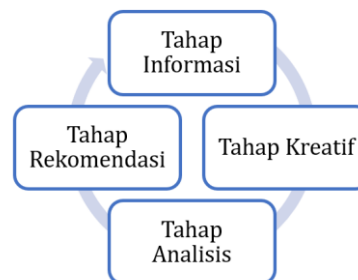 Tahap
Informasi
Tahap Kreatif
Tahap
Analisis
Tahap
Rekomendasi